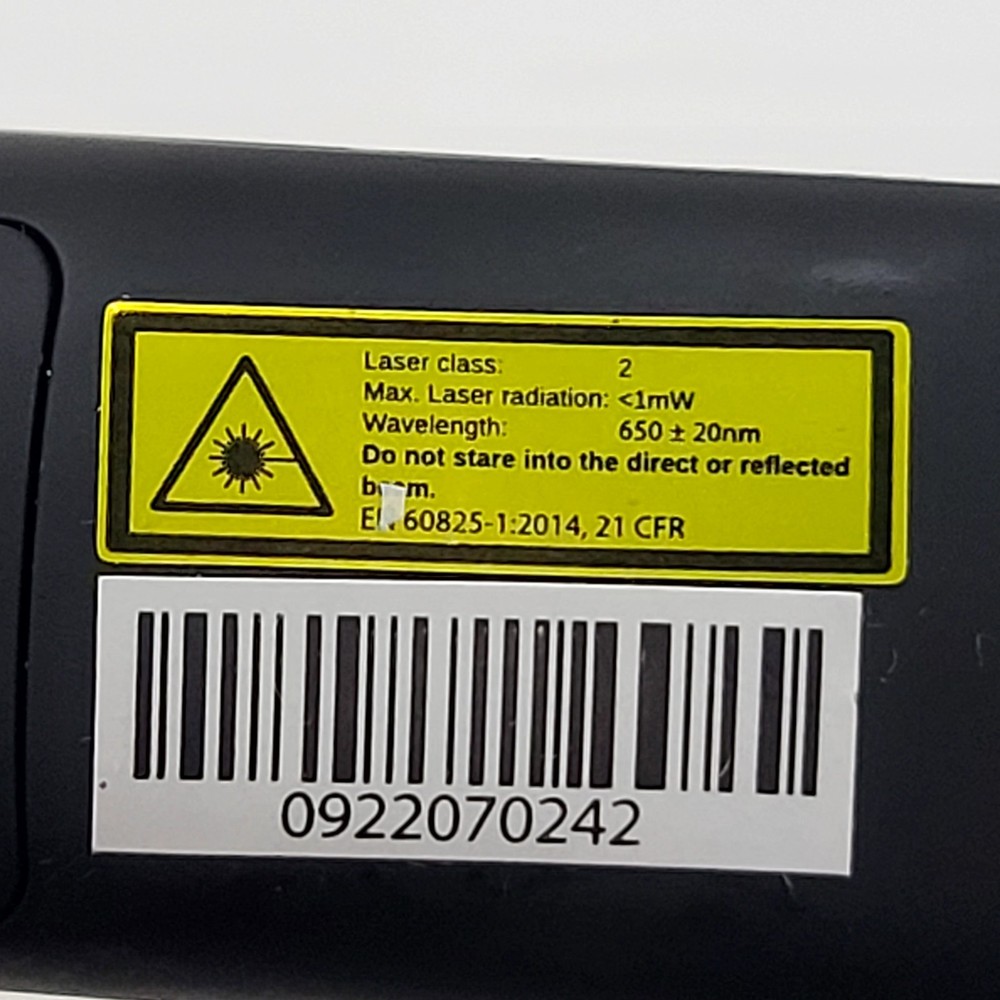 Laser class: 2
Max. Laser radiation: <1mW
Wavelength: 650 ± 20nm
Do not stare into the direct or reflected
beam.
EN 60825-1:2014, 21 CFR
0922070242